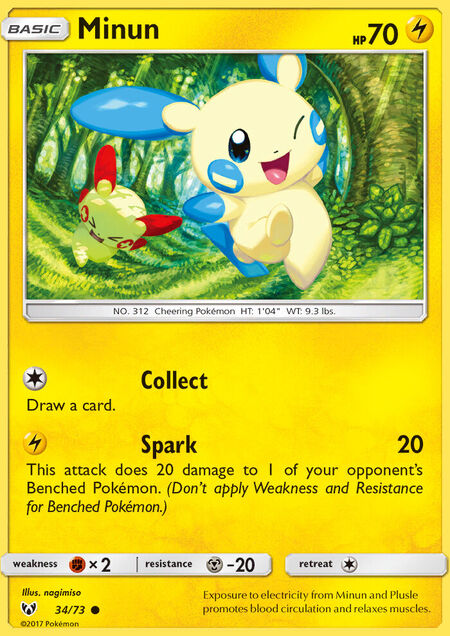 BASIC Minun HP70
NO. 312 Cheering Pokémon HT: 1'04" WT: 9.3 lbs.
Collect
Draw a card.
Spark 20
This attack does 20 damage to 1 of your opponent's
Benched Pokémon. (Don't apply Weakness and Resistance
for Benched Pokémon.)
weakness ×2 resistance -20 retreat
Illus. nagimiso
34/73
©2017 Pokémon
Exposure to electricity from Minun and Plusle
promotes blood circulation and relaxes muscles.